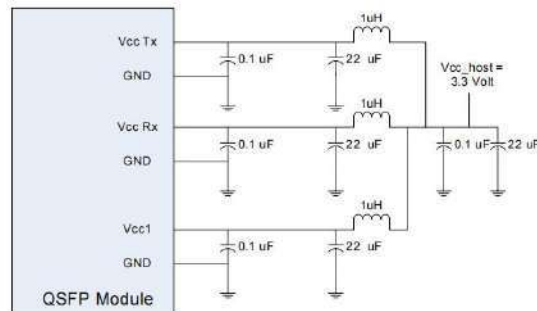 1uH
Vcc Tx
0.1 uF
22 uF
GND
Vcc_host =
3.3 Volt
1uH
Vcc Rx
0.1 uF
22 uF
0.1 uF
22 uF
GND
1uH
Vcc1
0.1 uF
22 uF
GND
QSFP Module